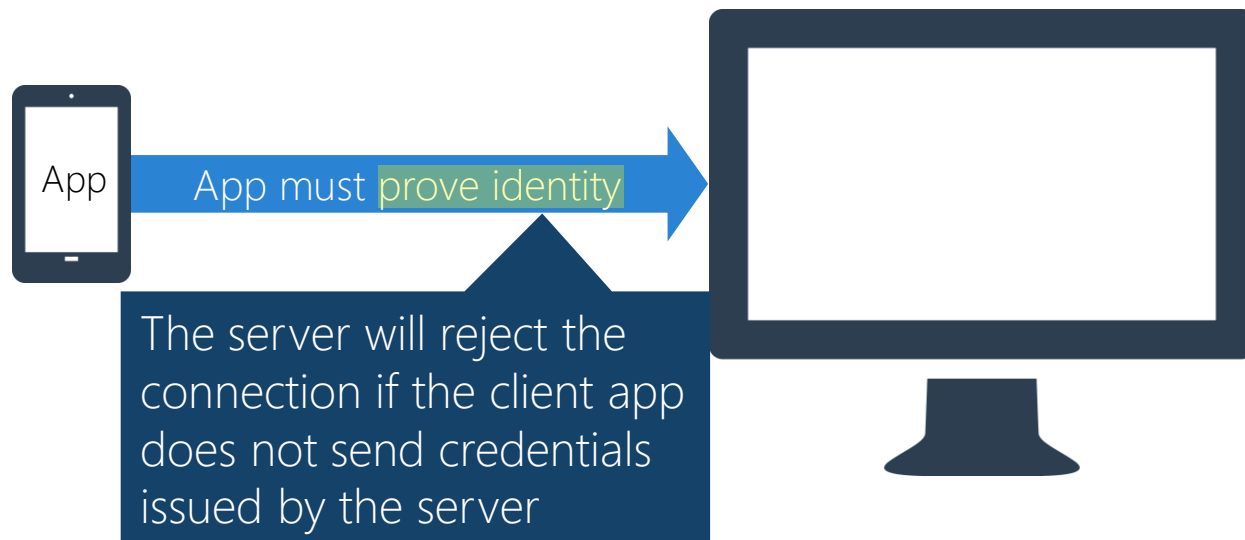 App
App must prove identity
The server will reject the
connection if the client app
does not send credentials
issued by the server